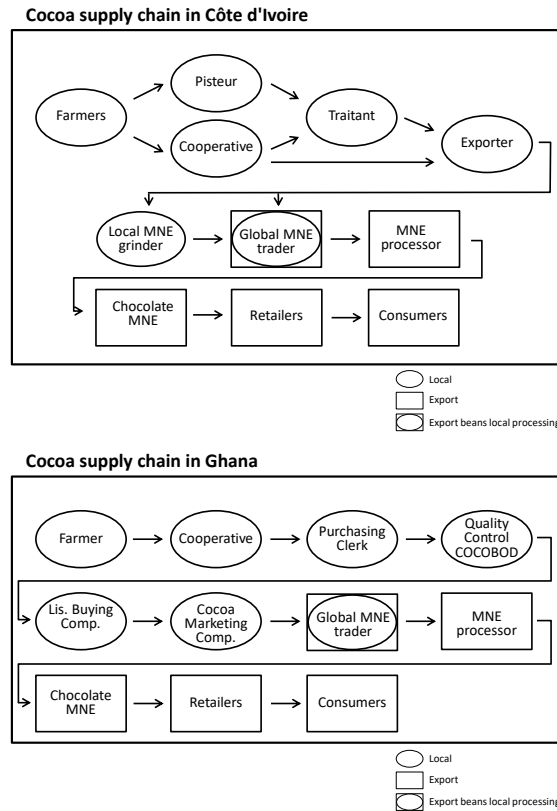 Cocoa supply chain in Côte d'Ivoire
Pisteur
Farmers
Traitant
Cooperative
Exporter
Local MNE
grinder
Global MNE
trader
MNE
processor
Chocolate
MNE
Retailers
Consumers
Local
Export
Export beans local processing
Cocoa supply chain in Ghana
Farmer
Cooperative
Purchasing
Clerk
Quality
Control
COCOBOD
Lis. Buying
Comp.
Cocoa
Marketing
Comp.
Global MNE
trader
MNE
processor
Chocolate
MNE
Retailers
Consumers
Local
Export
Export beans local processing